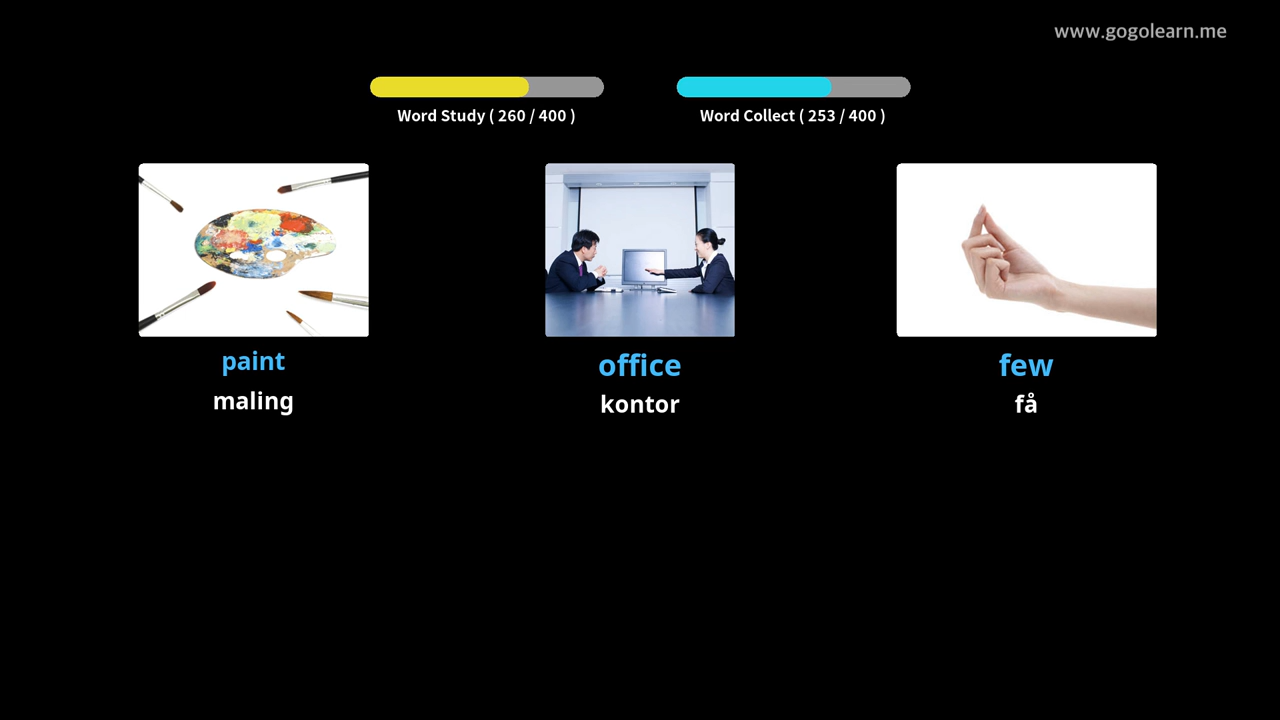 www.gogolearn.me
Word Study ( 260 / 400 )
Word Collect ( 253 / 400 )
paint
maling
office
kontor
few
få